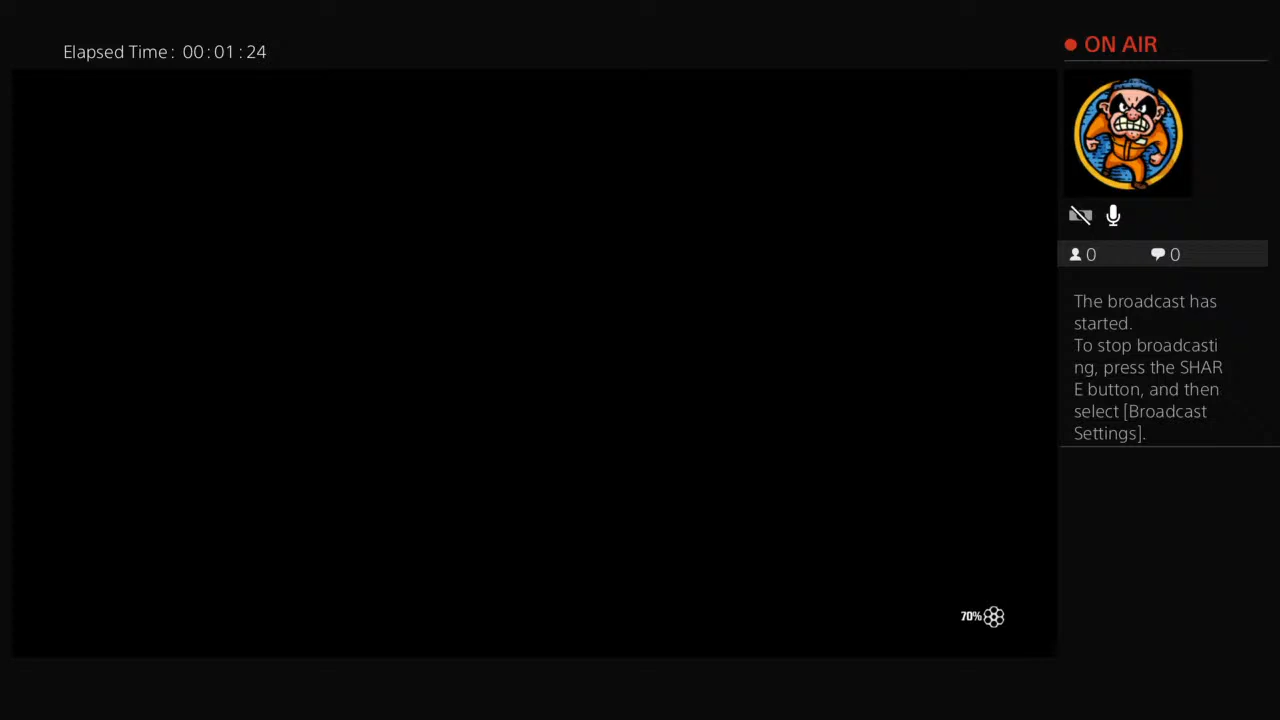 Elapsed Time: 00:01:24
ON AIR
0 0
The broadcast has
started.
To stop broadcasti
ng, press the SHAR
E button, and then
select [Broadcast
Settings].
70%